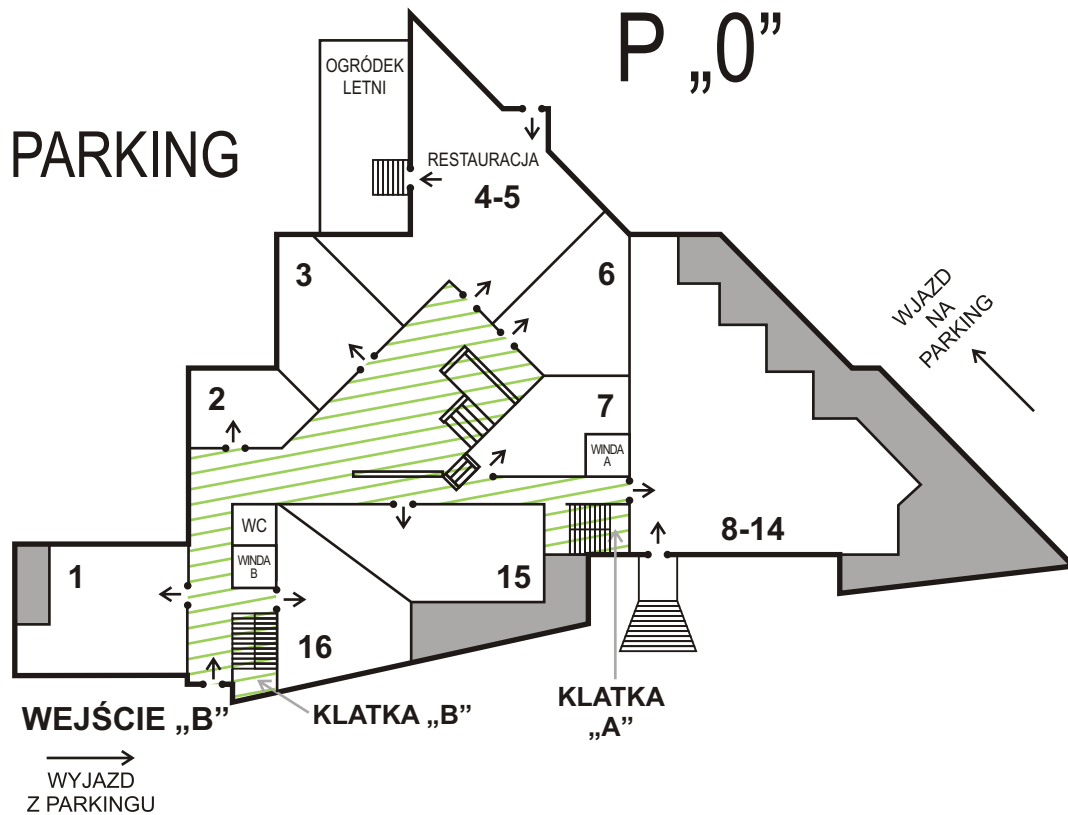 P „0”
OGRÓDEK
LETNI
PARKING
RESTAURACJA
4-5
3
6
WJAZD
NA
PARKING
2
7
WINDA
A
WC
WINDA
B
8-14
1
15
16
WEJŚCIE „B”
KLATKA „B”
KLATKA
„A”
WYJAZD
Z PARKINGU